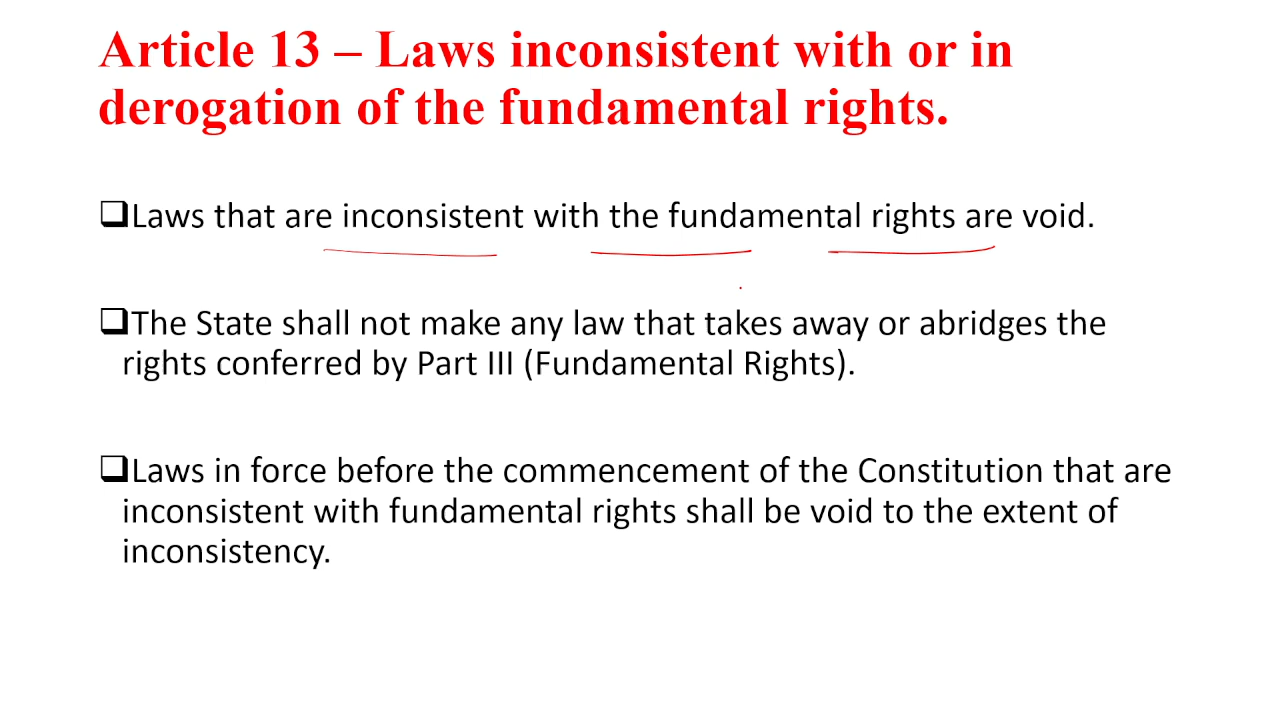 Article 13 – Laws inconsistent with or in
derogation of the fundamental rights.
❑Laws that are inconsistent with the fundamental rights are void.
❑The State shall not make any law that takes away or abridges the
rights conferred by Part III (Fundamental Rights).
❑Laws in force before the commencement of the Constitution that are
inconsistent with fundamental rights shall be void to the extent of
inconsistency.